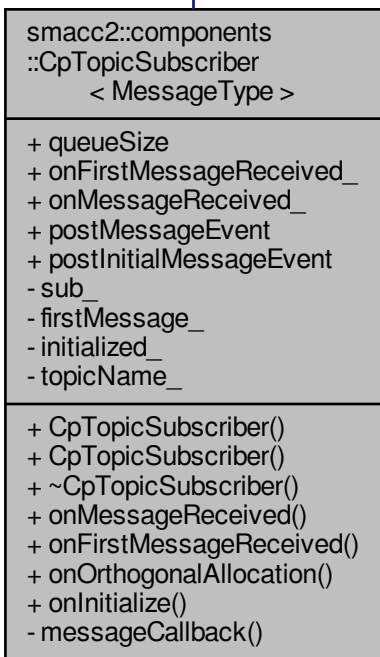 smacc2::components
::CpTopicSubscriber
< MessageType >
+ queueSize
+ onFirstMessageReceived_
+ onMessageReceived_
+ postMessageEvent
+ postInitialMessageEvent
- sub_
- firstMessage_
- initialized_
- topicName_
+ CpTopicSubscriber()
+ CpTopicSubscriber()
+ ~CpTopicSubscriber()
+ onMessageReceived()
+ onFirstMessageReceived()
+ onOrthogonalAllocation()
+ onInitialize()
- messageCallback()